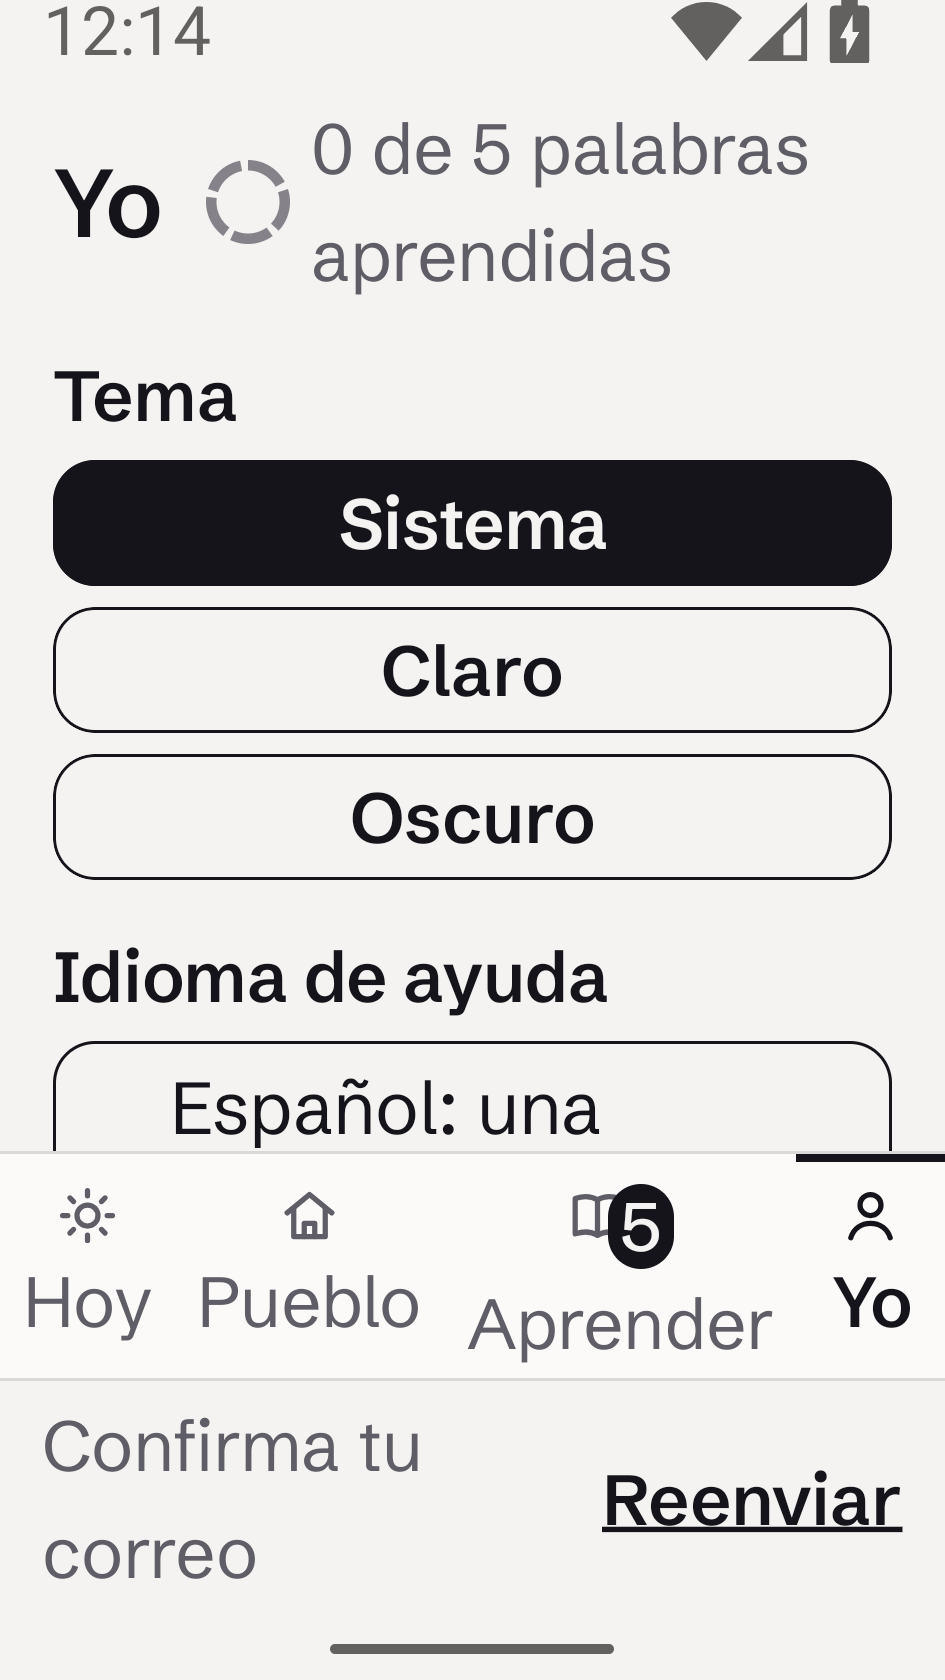 12:14
Yo
0 de 5 palabras
aprendidas
Tema
Sistema
Claro
Oscuro
Idioma de ayuda
Español: una
5
Hoy
Pueblo
Aprender
Yo
Confirma tu
correo
Reenviar